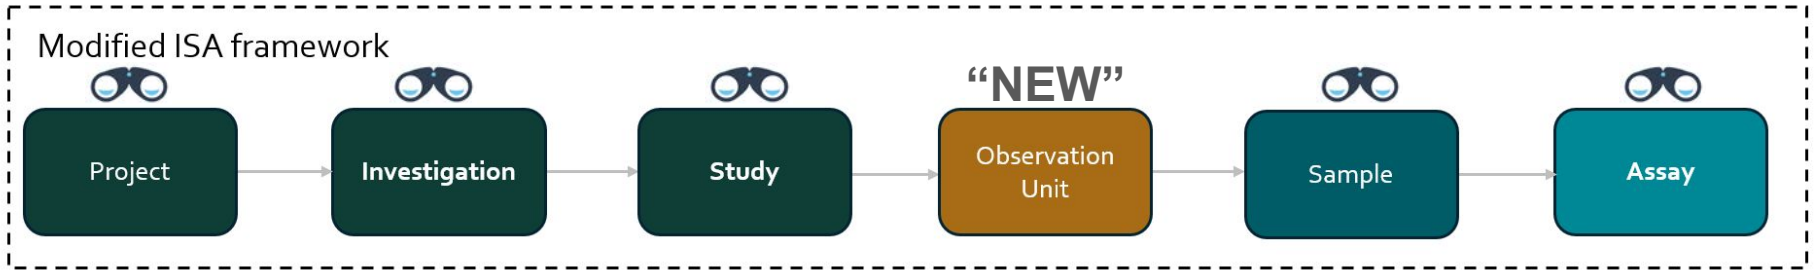 Modified ISA framework
“NEW”
Project
Investigation
Study
Observation
Unit
Sample
Assay